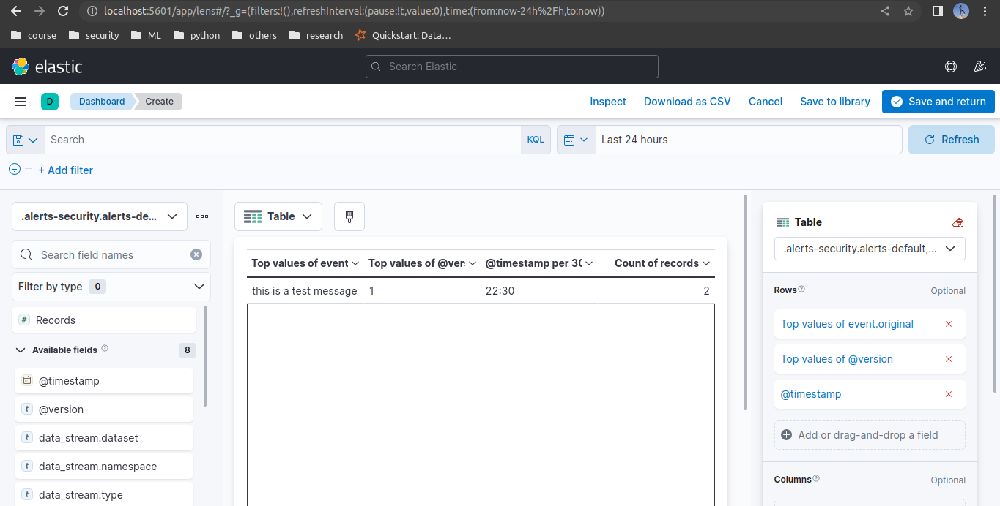 localhost:5601/app/lens#/?_g=(filters:!(),refreshInterval:(pause:!t,value:0),time:(from:now-24h%2Fh,to:now))
course security ML python others research Quickstart: Data…
elastic
Search Elastic
D Dashboard Create Inspect Download as CSV Cancel Save to library Save and return
Search KQL Last 24 hours Refresh
+ Add filter
.alerts-security.alerts-de...
Search field names
Filter by type 0
# Records
Available fields 8
@timestamp
t @version
t data_stream.dataset
t data_stream.namespace
t data_stream.type
Table
Top values of event Top values of @ver @timestamp per 30 Count of records
this is a test message 1 22:30 2
Table
.alerts-security.alerts-default,...
Rows Optional
Top values of event.original
Top values of @version
@timestamp
Add or drag-and-drop a field
Columns Optional